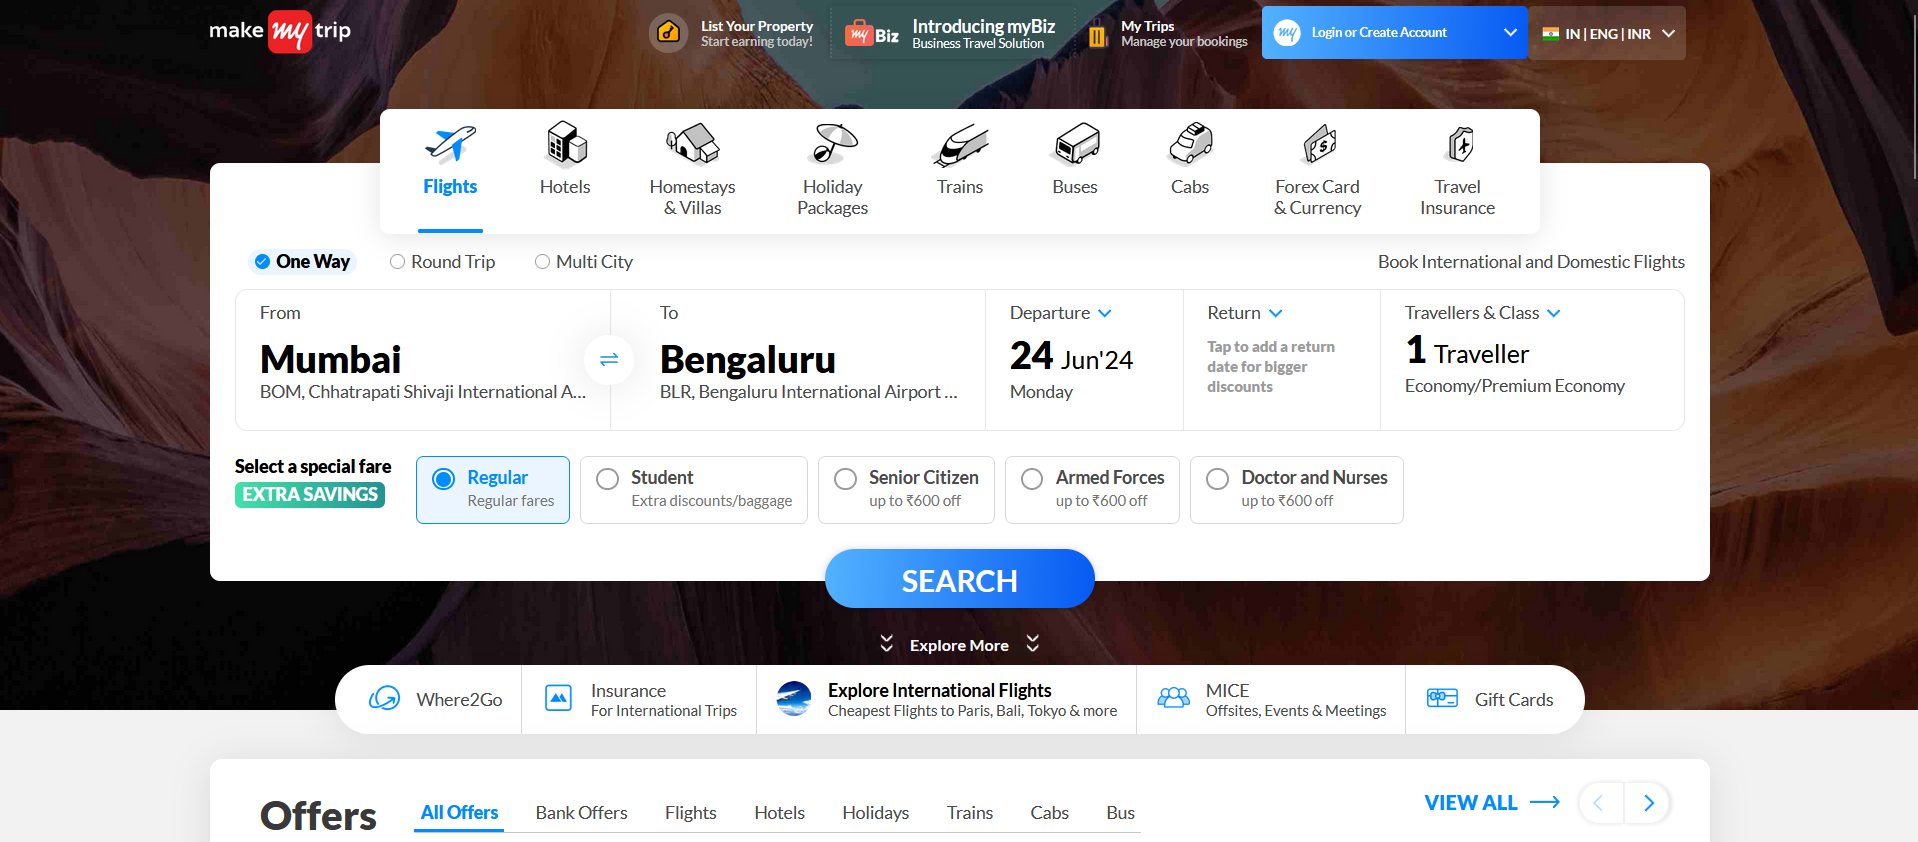 make my trip
List Your Property
Start earning today!
my Biz
Introducing myBiz
Business Travel Solution
My Trips
Manage your bookings
my
Login or Create Account
IN | ENG | INR
Flights
Hotels
Homestays
& Villas
Holiday
Packages
Trains
Buses
Cabs
Forex Card
& Currency
Travel
Insurance
One Way
Round Trip
Multi City
Book International and Domestic Flights
From
Mumbai
BOM, Chhatrapati Shivaji International A...
To
Bengaluru
BLR, Bengaluru International Airport ...
Departure
24 Jun'24
Monday
Return
Tap to add a return
date for bigger
discounts
Travellers & Class
1 Traveller
Economy/Premium Economy
Select a special fare
EXTRA SAVINGS
Regular
Regular fares
Student
Extra discounts/baggage
Senior Citizen
up to ₹600 off
Armed Forces
up to ₹600 off
Doctor and Nurses
up to ₹600 off
SEARCH
Explore More
Where2Go
Insurance
For International Trips
Explore International Flights
Cheapest Flights to Paris, Bali, Tokyo & more
MICE
Offsites, Events & Meetings
Gift Cards
Offers
All Offers
Bank Offers
Flights
Hotels
Holidays
Trains
Cabs
Bus
VIEW ALL